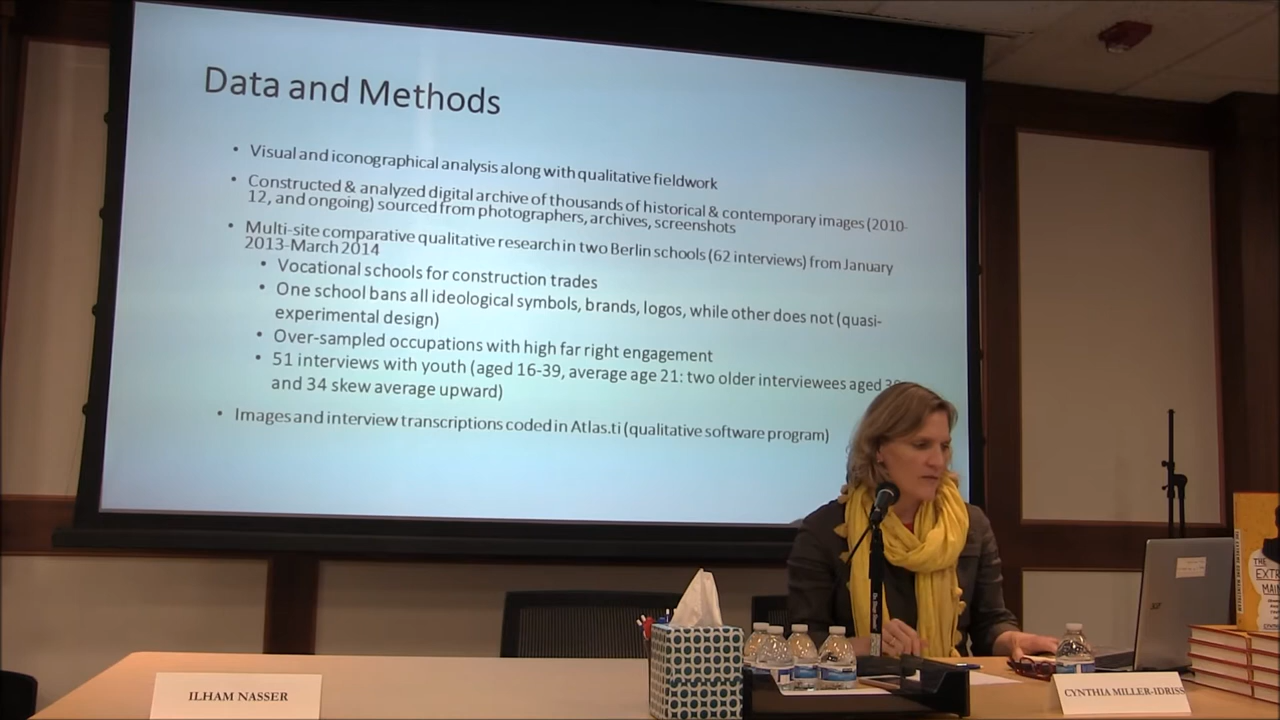 Data and Methods
• Visual and iconographical analysis along with qualitative fieldwork
• Constructed & analyzed digital archive of thousands of historical & contemporary images (2010-
12, and ongoing) sourced from photographers, archives, screenshots
• Multi-site comparative qualitative research in two Berlin schools (62 interviews) from January
2013-March 2014
• Vocational schools for construction trades
• One school bans all ideological symbols, brands, logos, while other does not (quasi-
experimental design)
• Over-sampled occupations with high far right engagement
• 51 interviews with youth (aged 16-39, average age 21: two older interviewees aged
and 34 skew average upward)
• Images and interview transcriptions coded in Atlas.ti (qualitative software program)
THE
EXTR
MAIN
ILHAM NASSER
CYNTHIA MILLER-IDRISS